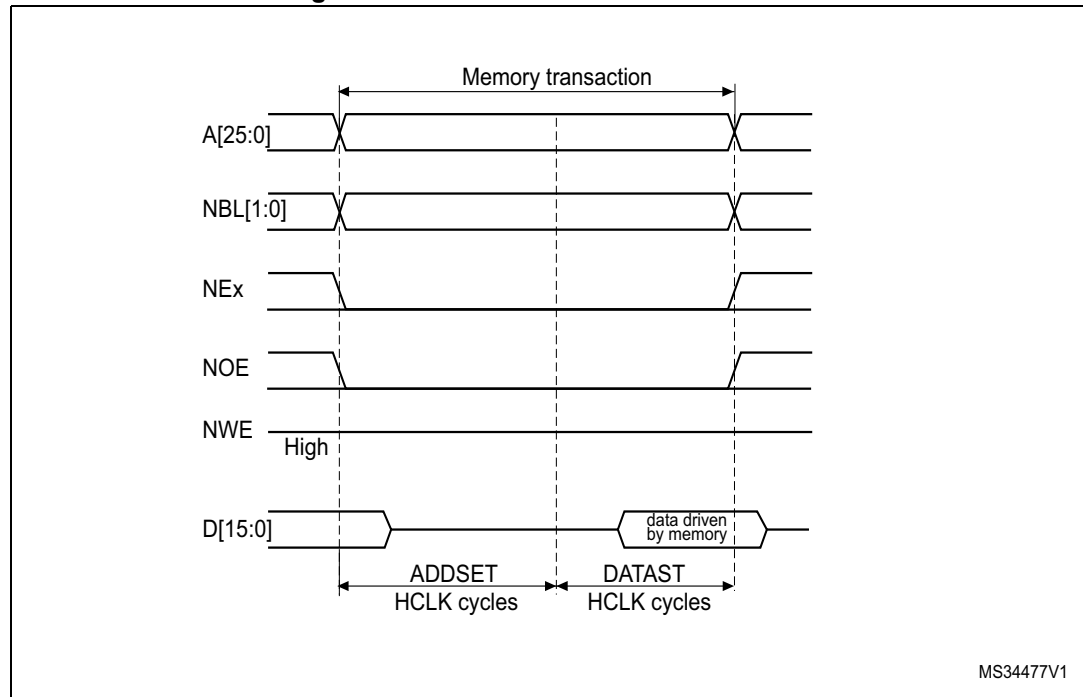 Memory transaction
A[25:0]
NBL[1:0]
NEx
NOE
NWE
High
D[15:0]
data driven
by memory
ADDSET
HCLK cycles
DATAST
HCLK cycles
MS34477V1